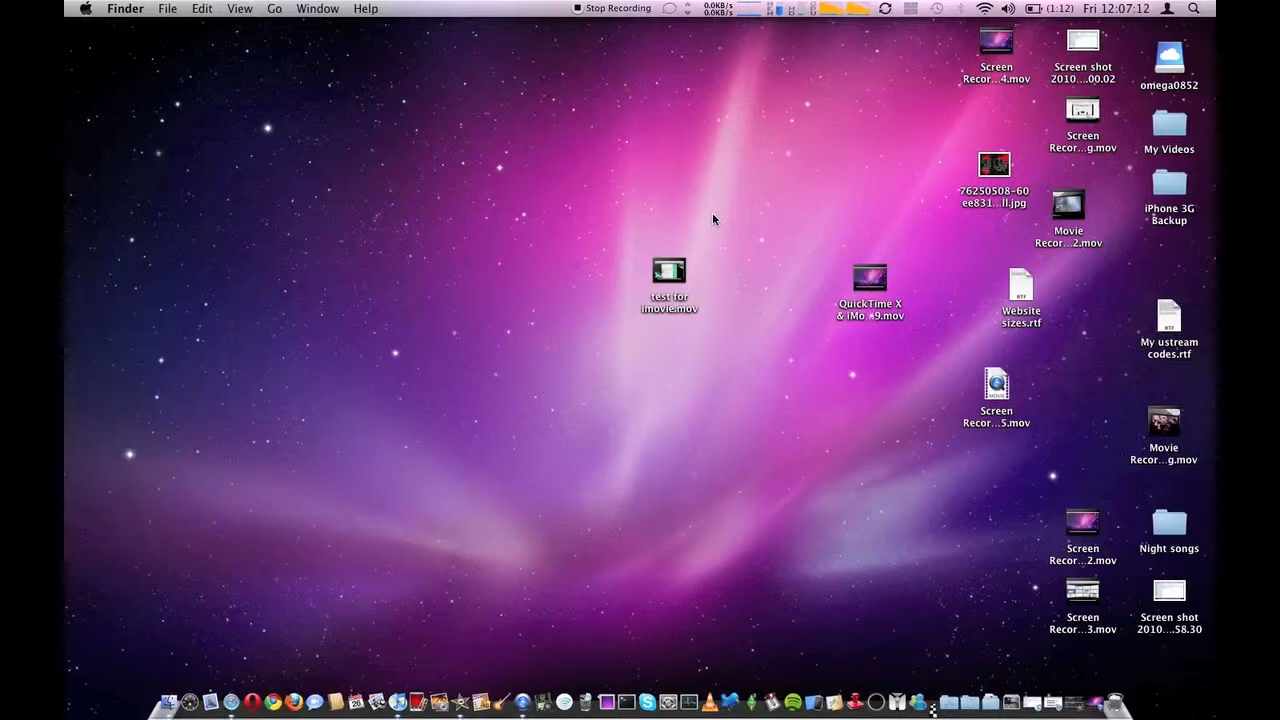 Finder File Edit View Go Window Help
Stop Recording
0.0KB/s
0.0KB/s
(1:12) Fri 12:07:12
Screen
Recor...4.mov
Screen shot
2010....00.02
omega0852
Screen
Recor...g.mov
My Videos
76250508-60
ee831...ll.jpg
Movie
Recor...2.mov
iPhone 3G
Backup
test for
imovie.mov
QuickTime X
& iMo...9.mov
RTF
Website
sizes.rtf
RTF
My ustream
codes.rtf
MOVIE
Screen
Recor...5.mov
Movie
Recor...g.mov
Screen
Recor...2.mov
Night songs
Screen
Recor...3.mov
Screen shot
2010....58.30